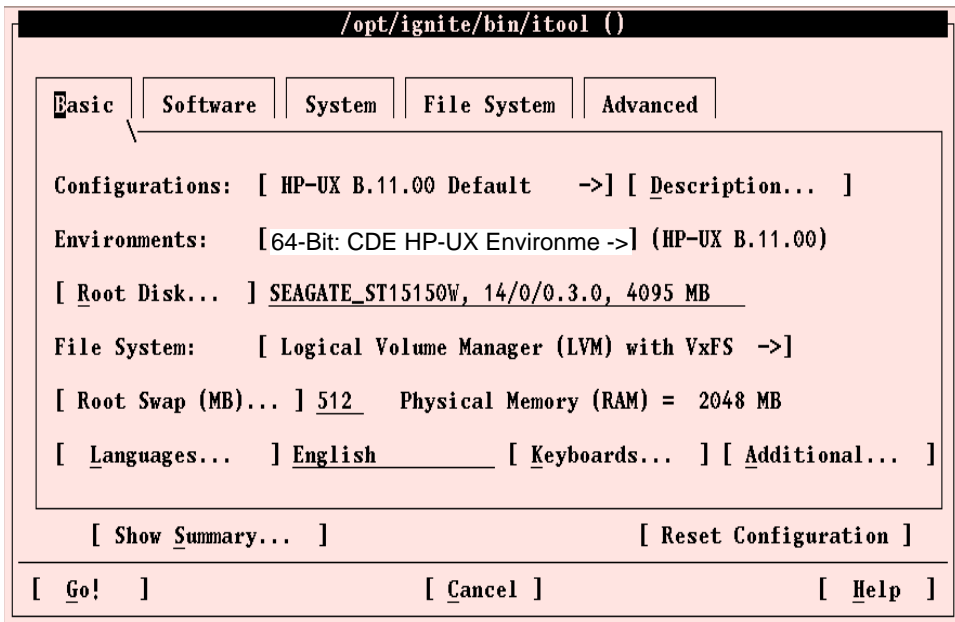 /opt/ignite/bin/itool ()
Basic Software System File System Advanced
Configurations: [ HP-UX B.11.00 Default ->] [ Description... ]
Environments: [64-Bit: CDE HP-UX Environme ->] (HP-UX B.11.00)
[ Root Disk... ] SEAGATE_ST15150W, 14/0/0.3.0, 4095 MB
File System: [ Logical Volume Manager (LVM) with VxFS ->]
[ Root Swap (MB)... ] 512 Physical Memory (RAM) = 2048 MB
[ Languages... ] English [ Keyboards... ] [ Additional... ]
[ Show Summary... ] [ Reset Configuration ]
[ Go! ] [ Cancel ] [ Help ]